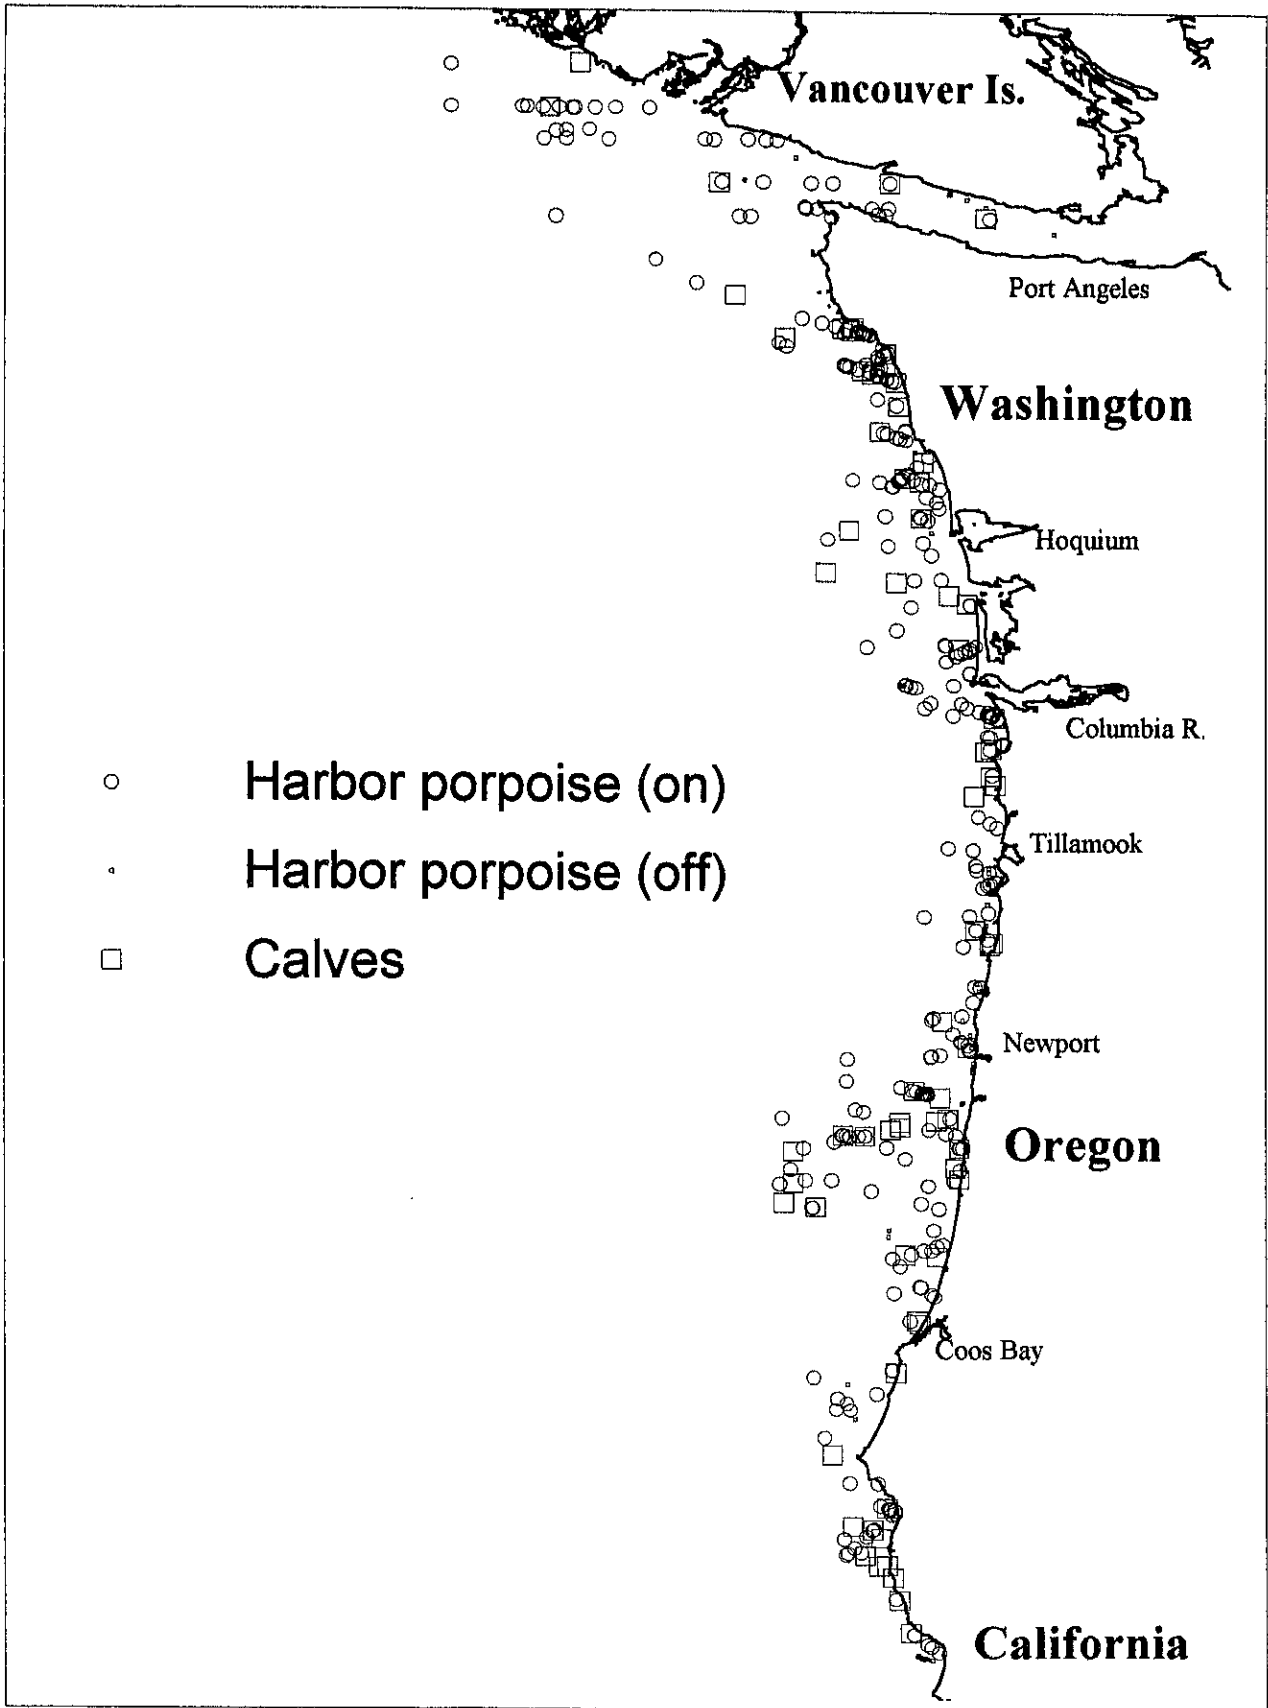 Vancouver Is.
Port Angeles
Washington
Hoquium
Columbia R.
Harbor porpoise (on)
Harbor porpoise (off)
Calves
Tillamook
Newport
Oregon
Coos Bay
California